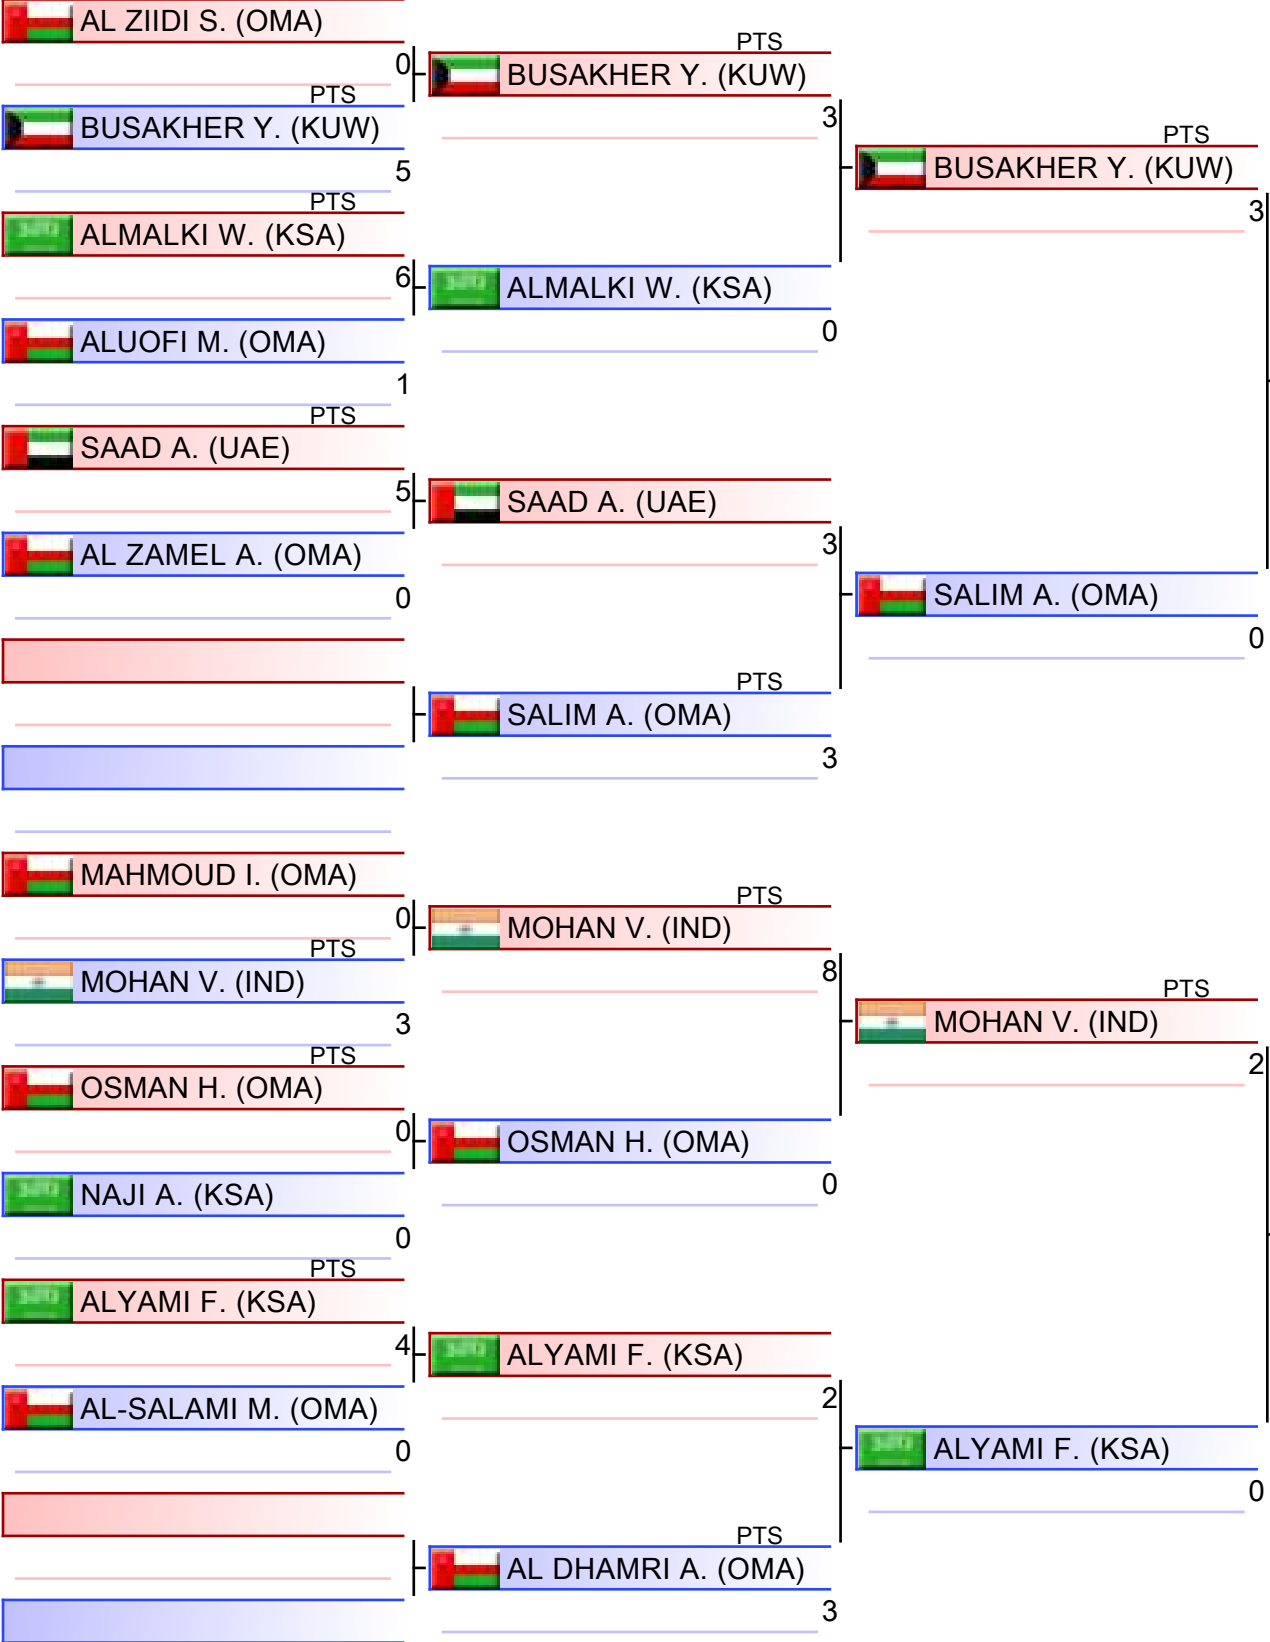 AL ZIIDI S. (OMA)
0
PTS
BUSAKHER Y. (KUW)
5
PTS
ALMALKI W. (KSA)
6
ALUOFI M. (OMA)
1
PTS
SAAD A. (UAE)
5
AL ZAMEL A. (OMA)
0
MAHMOUD I. (OMA)
0
PTS
MOHAN V. (IND)
3
PTS
OSMAN H. (OMA)
0
NAJI A. (KSA)
0
PTS
ALYAMI F. (KSA)
4
AL-SALAMI M. (OMA)
0
PTS
BUSAKHER Y. (KUW)
3
ALMALKI W. (KSA)
0
SAAD A. (UAE)
3
PTS
SALIM A. (OMA)
3
PTS
MOHAN V. (IND)
8
OSMAN H. (OMA)
0
ALYAMI F. (KSA)
2
PTS
AL DHAMRI A. (OMA)
3
PTS
BUSAKHER Y. (KUW)
3
SALIM A. (OMA)
0
PTS
MOHAN V. (IND)
2
ALYAMI F. (KSA)
0